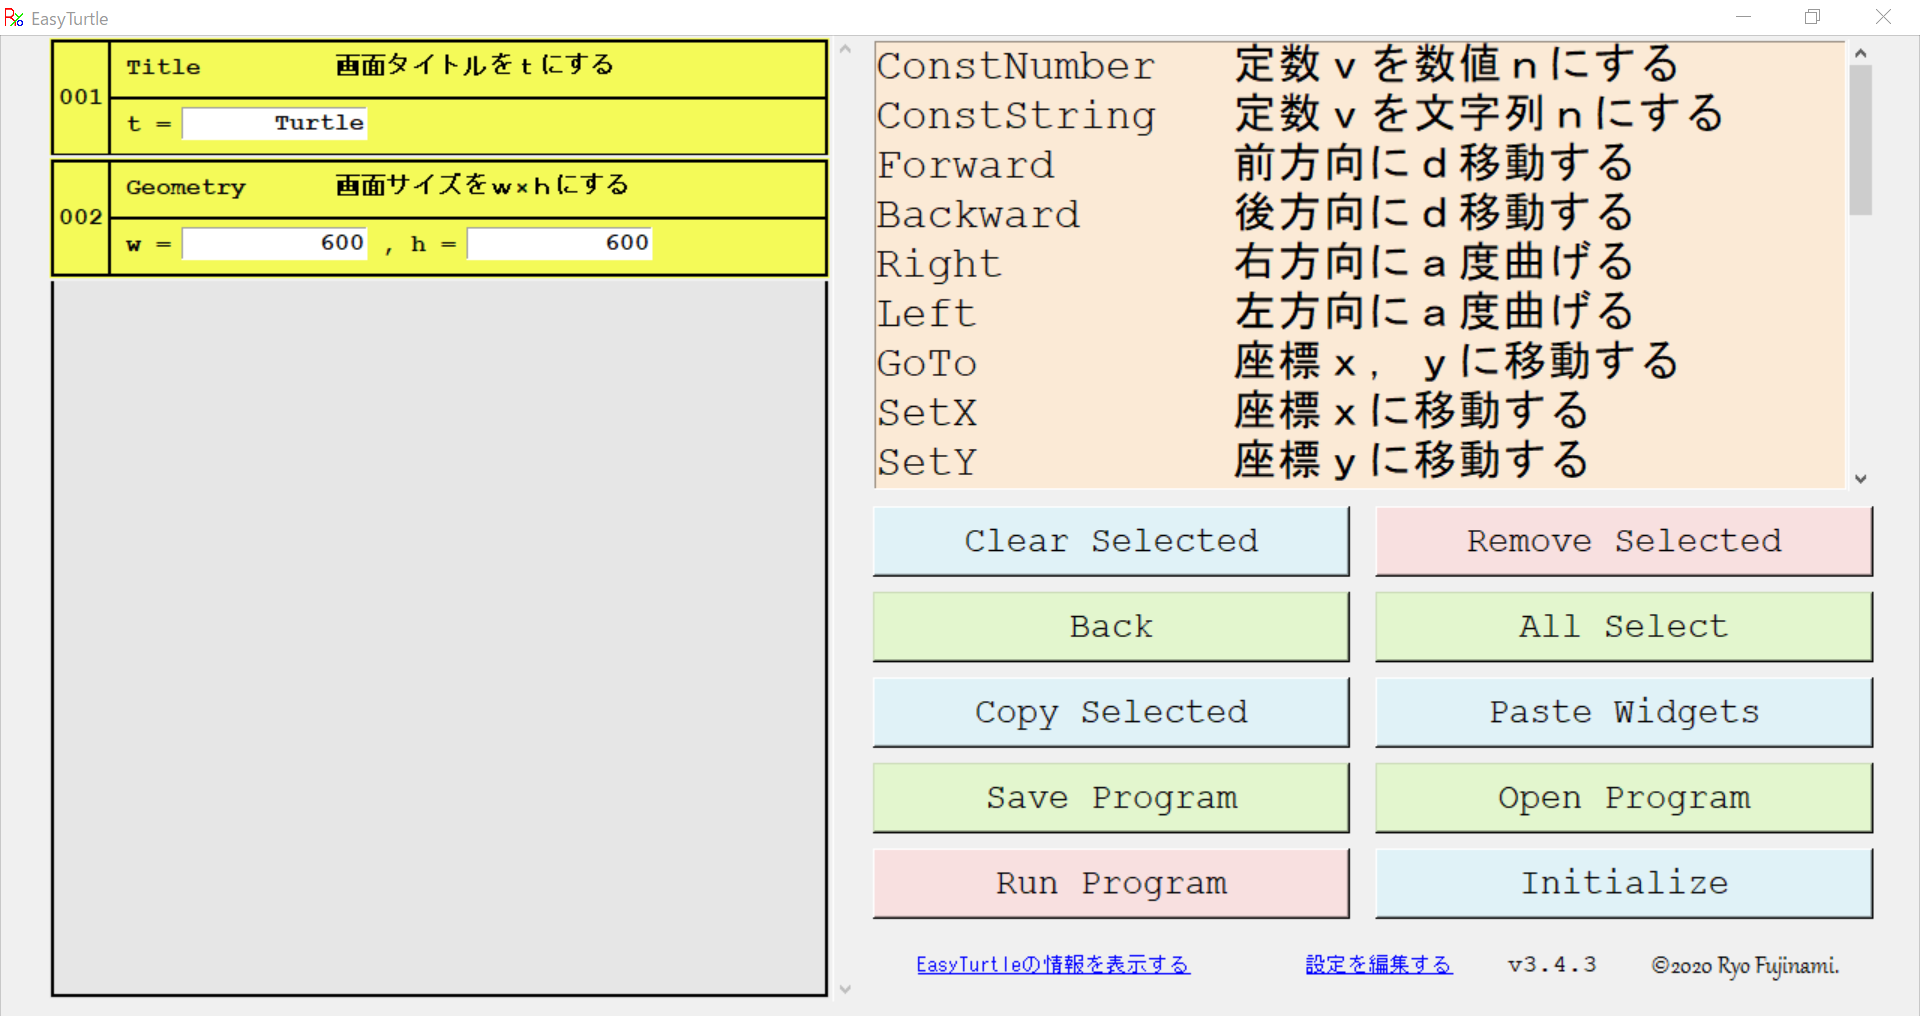 EasyTurtle
001
Title 画面タイトルをtにする
t = Turtle
002
Geometry 画面サイズをw×hにする
w = 600 , h = 600
ConstNumber 定数vを数値nにする
ConstString 定数vを文字列nにする
Forward 前方向にd移動する
Backward 後方向にd移動する
Right 右方向にa度曲げる
Left 左方向にa度曲げる
GoTo 座標x, yに移動する
SetX 座標xに移動する
SetY 座標yに移動する
Clear Selected
Remove Selected
Back
All Select
Copy Selected
Paste Widgets
Save Program
Open Program
Run Program
Initialize
EasyTurtleの情報を表示する
設定を編集する
v3.4.3
©2020 Ryo Fujinami.